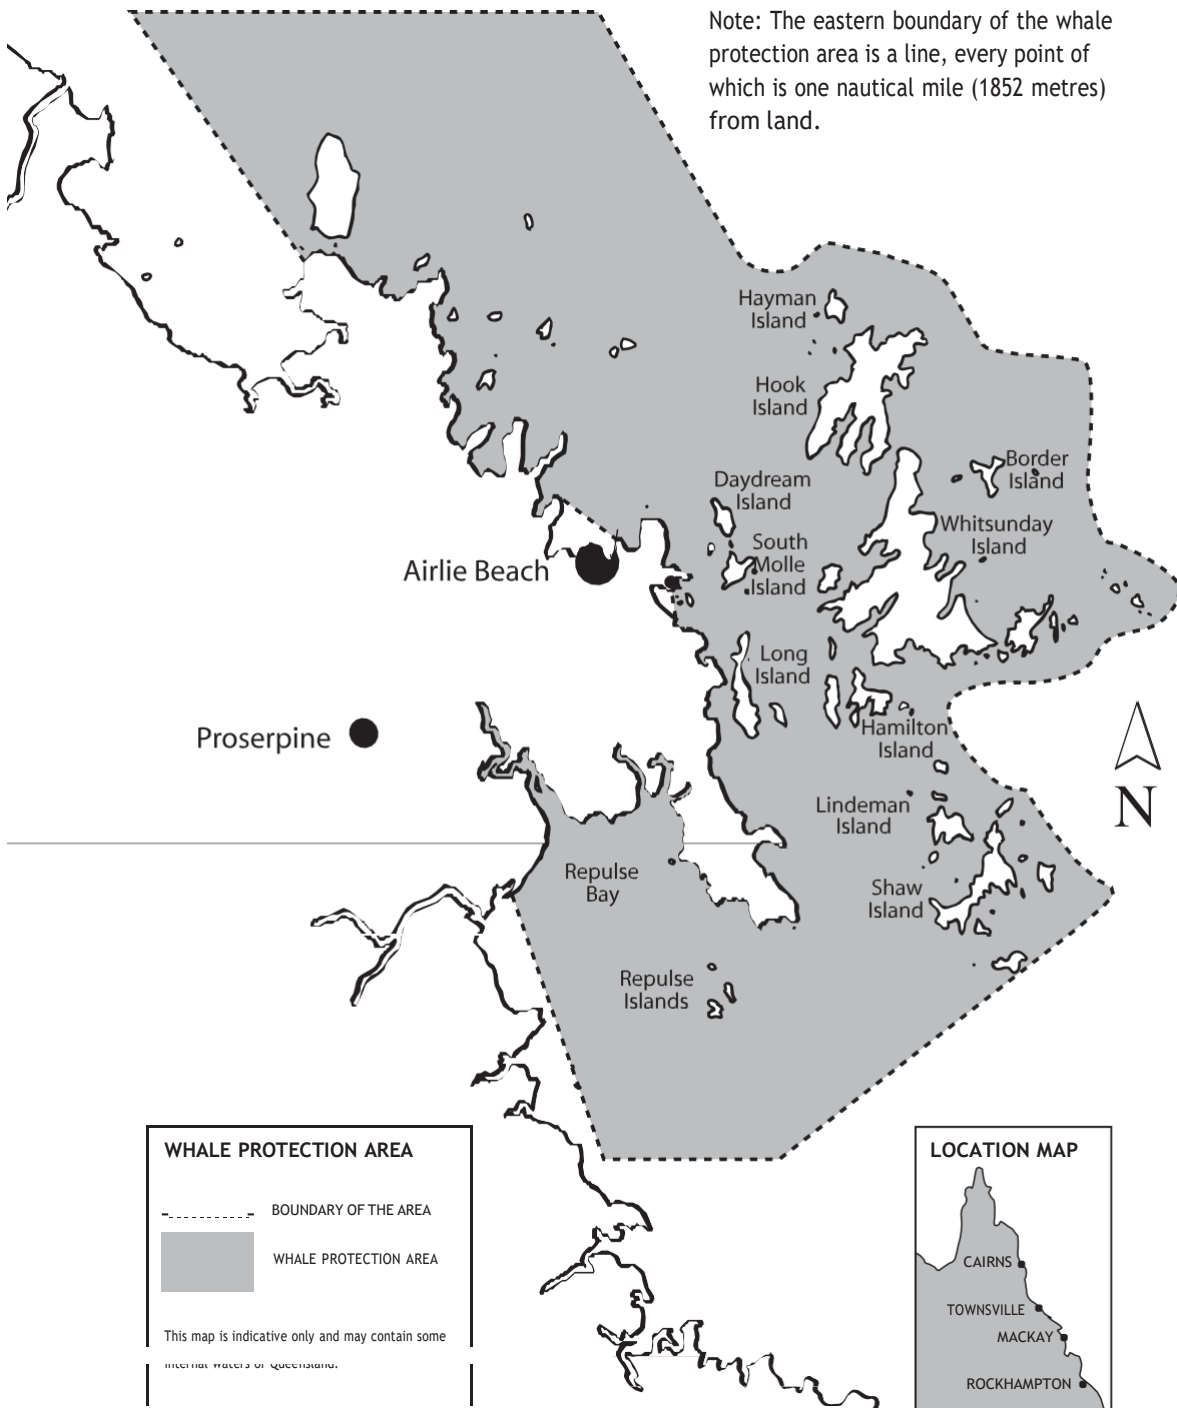 Note: The eastern boundary of the whale
protection area is a line, every point of
which is one nautical mile (1852 metres)
from land.
Hayman
Island
Hook
Island
Border
Island
Daydream
Island
Whitsunday
Island
South
Molle
Island
Airlie Beach
Long
Island
Proserpine
Hamilton
Island
N
Lindeman
Island
Repulse
Bay
Shaw
Island
Repulse
Islands
WHALE PROTECTION AREA
BOUNDARY OF THE AREA
WHALE PROTECTION AREA
This map is indicative only and may contain some
internal waters of Queensland.
LOCATION MAP
CAIRNS
TOWNSVILLE
MACKAY
ROCKHAMPTON